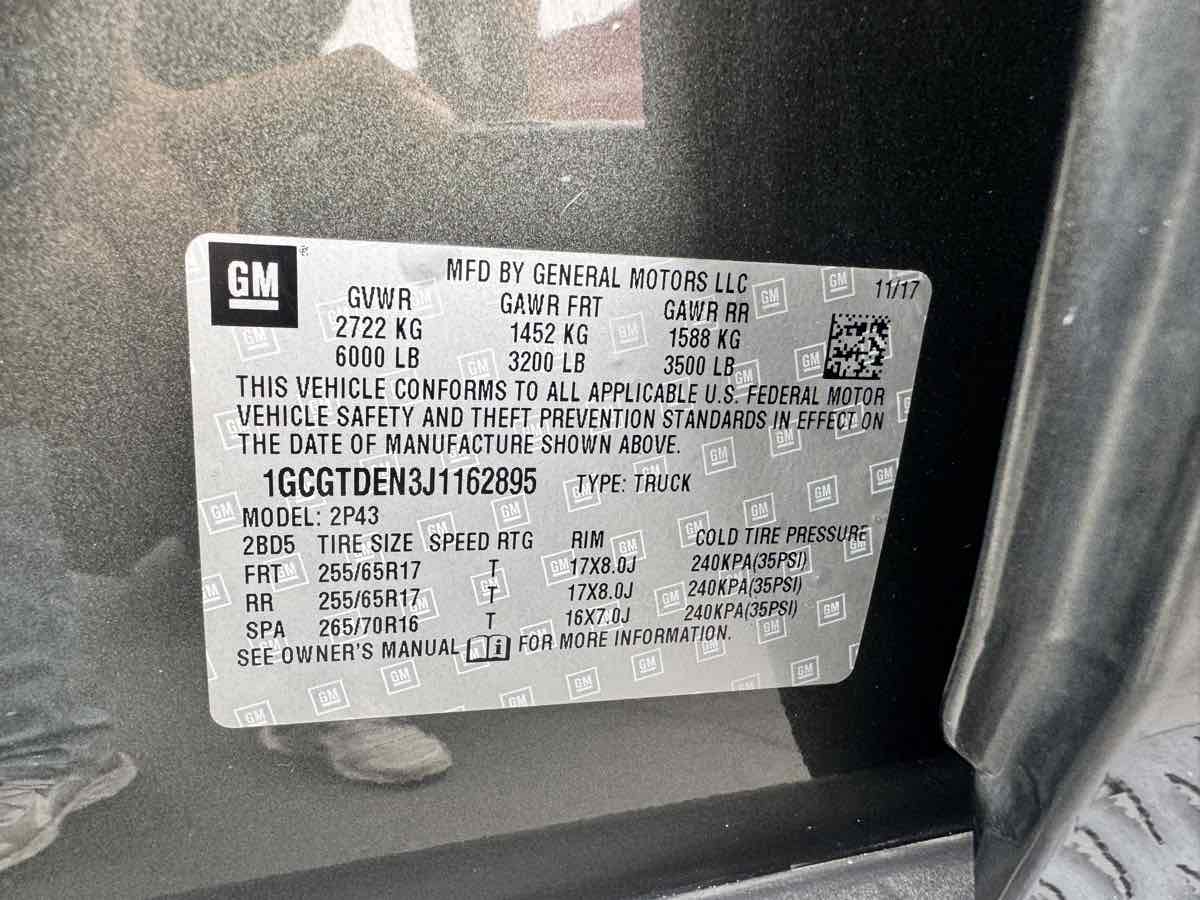 GM
MFD BY GENERAL MOTORS LLC
11/17
GVWR GAWR FRT GAWR RR
2722 KG 1452 KG 1588 KG
6000 LB 3200 LB 3500 LB
THIS VEHICLE CONFORMS TO ALL APPLICABLE U.S. FEDERAL MOTOR
VEHICLE SAFETY AND THEFT PREVENTION STANDARDS IN EFFECT ON
THE DATE OF MANUFACTURE SHOWN ABOVE.
1GCGTDEN3J1162895 TYPE: TRUCK
MODEL: 2P43
2BD5 TIRE SIZE SPEED RTG RIM COLD TIRE PRESSURE
FRT 255/65R17 T 17X8.0J 240KPA(35PSI)
RR 255/65R17 T 17X8.0J 240KPA(35PSI)
SPA 265/70R16 T 16X7.0J 240KPA(35PSI)
SEE OWNER'S MANUAL i FOR MORE INFORMATION.